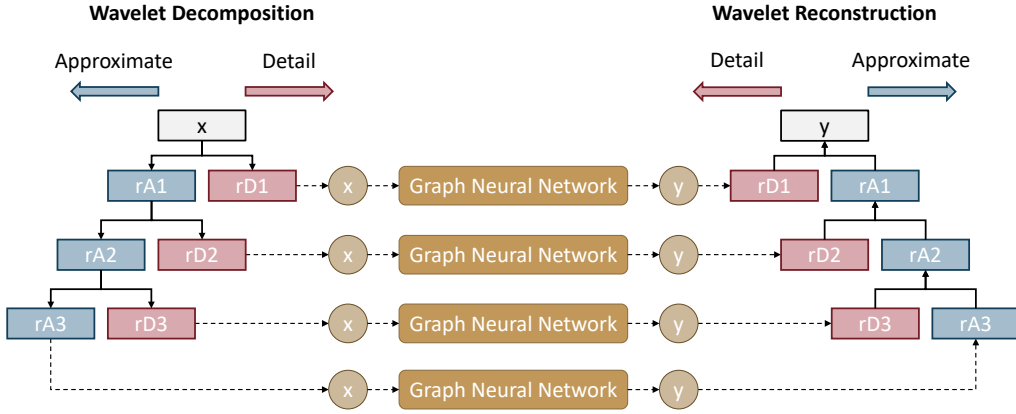 Wavelet Decomposition
Wavelet Reconstruction
Approximate
Detail
Detail
Approximate
x
y
rA1
rD1
x
Graph Neural Network
y
rD1
rA1
rA2
rD2
x
Graph Neural Network
y
rD2
rA2
rA3
rD3
x
Graph Neural Network
y
rD3
rA3
x
Graph Neural Network
y